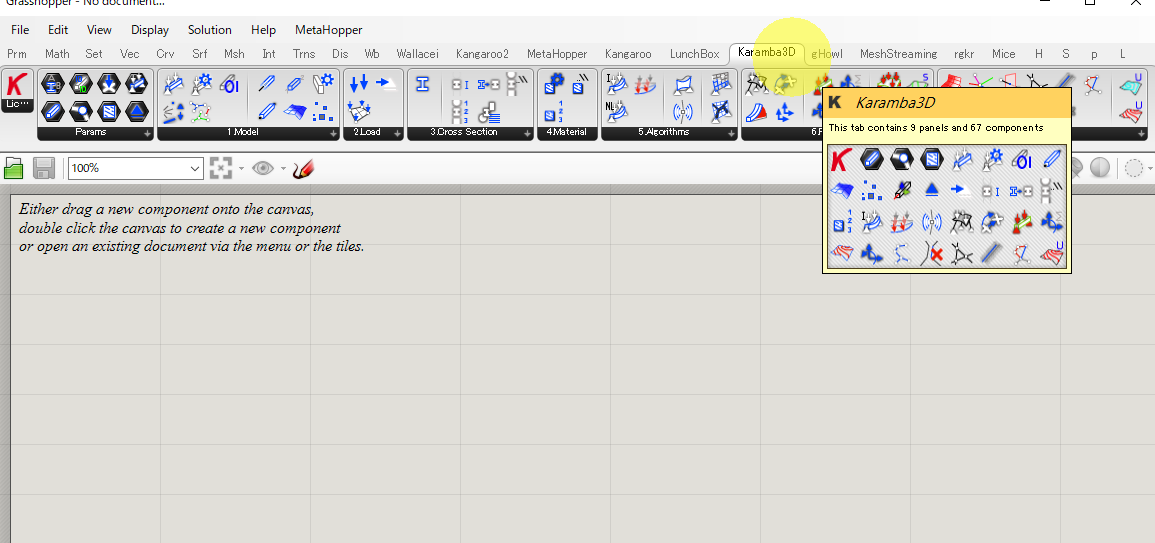 Grasshopper - No document...
File Edit View Display Solution Help MetaHopper
Prm Math Set Vec Crv Srf Msh Int Trns Dis Wb Wallacei Kangaroo2 MetaHopper Kangaroo LunchBox Karamba3D gHowl MeshStreaming rgkr Mice H S p L
Lic...
Params 1.Model 2.Load 3.Cross Section 4.Material 5.Algorithms
K Karamba3D
This tab contains 9 panels and 67 components
100%
Either drag a new component onto the canvas,
double click the canvas to create a new component
or open an existing document via the menu or the tiles.